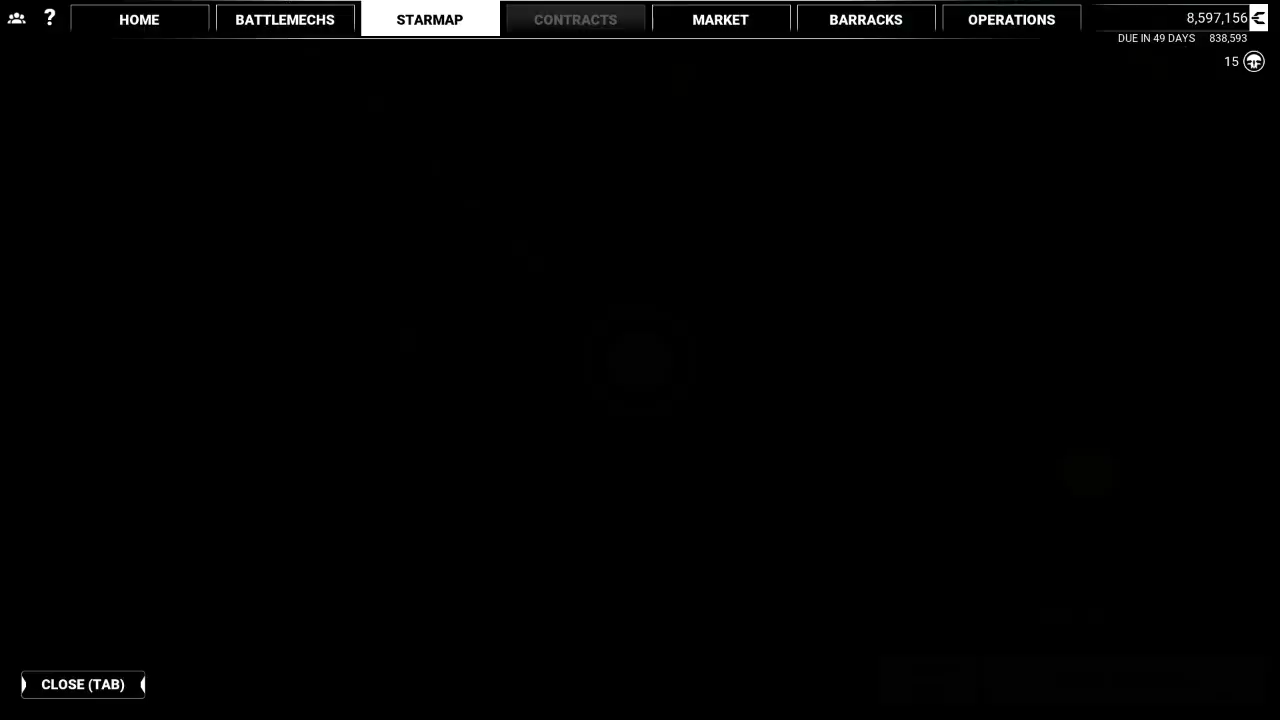 ?
HOME
BATTLEMECHS
STARMAP
CONTRACTS
MARKET
BARRACKS
OPERATIONS
8,597,156
DUE IN 49 DAYS 838,593
15
CLOSE (TAB)